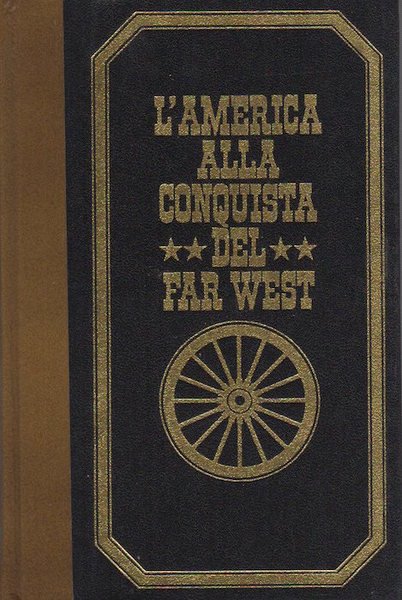 L'AMERICA
ALLA
CONQUISTA
★★ DEL ★★
FAR WEST